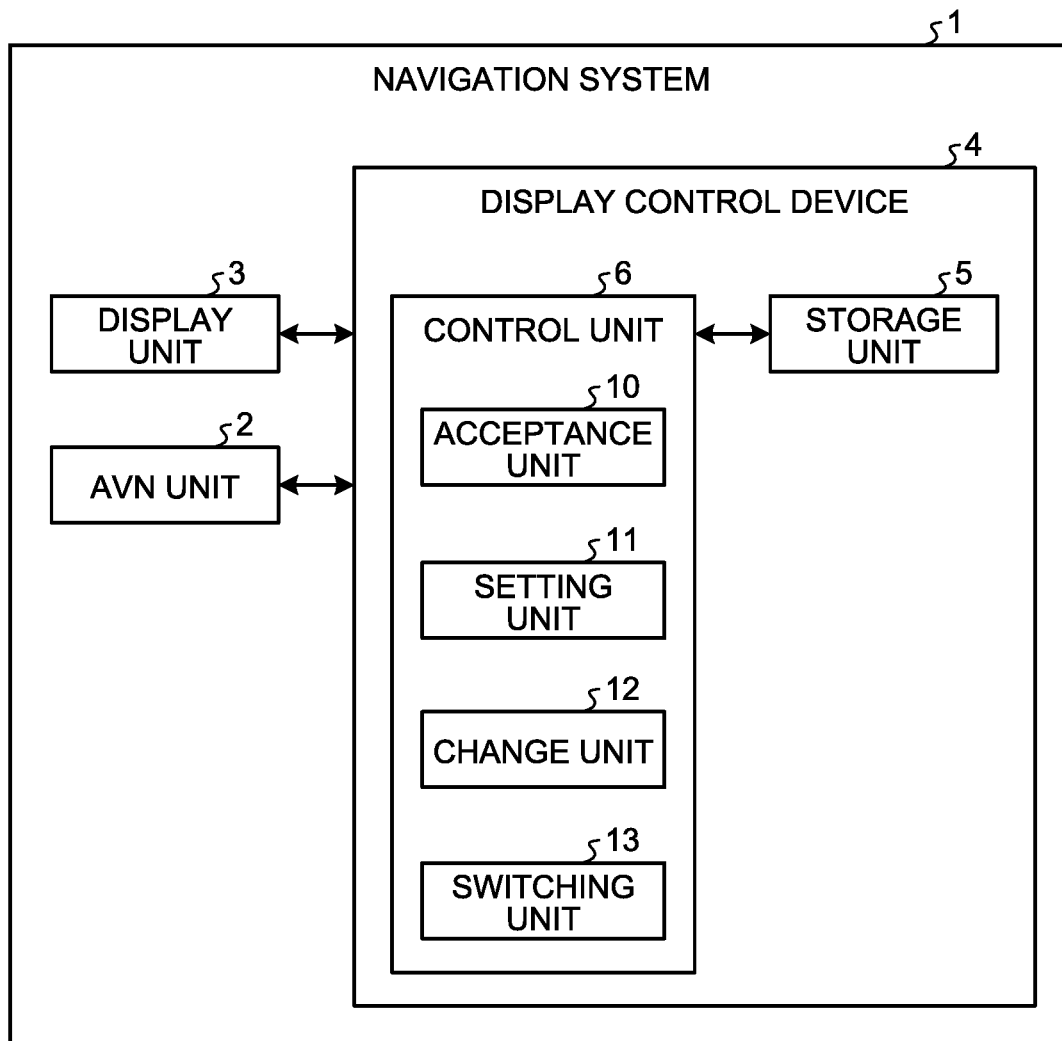 1
NAVIGATION SYSTEM
4
DISPLAY CONTROL DEVICE
3
DISPLAY
UNIT
6
CONTROL UNIT
5
STORAGE
UNIT
2
AVN UNIT
10
ACCEPTANCE
UNIT
11
SETTING
UNIT
12
CHANGE UNIT
13
SWITCHING
UNIT